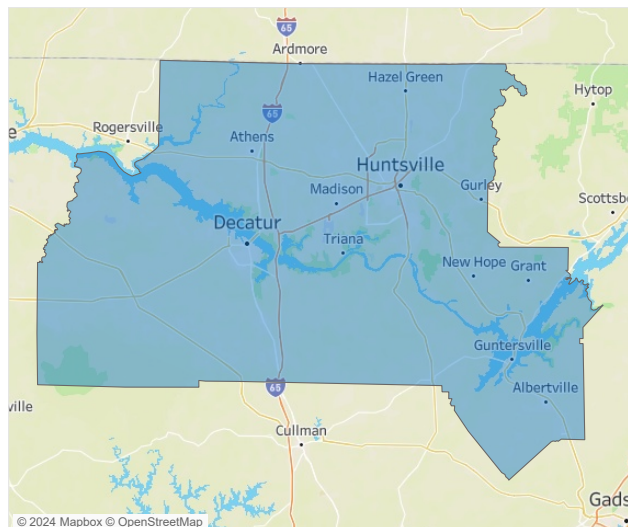 65
Ardmore
Hazel Green
Hytop
65
Rogersville
Athens
Huntsville
Madison
Gurley
Scottsbo
Decatur
Triana
New Hope
Grant
Guntersville
65
Albertville
ville
Cullman
Gads
© 2024 Mapbox © OpenStreetMap